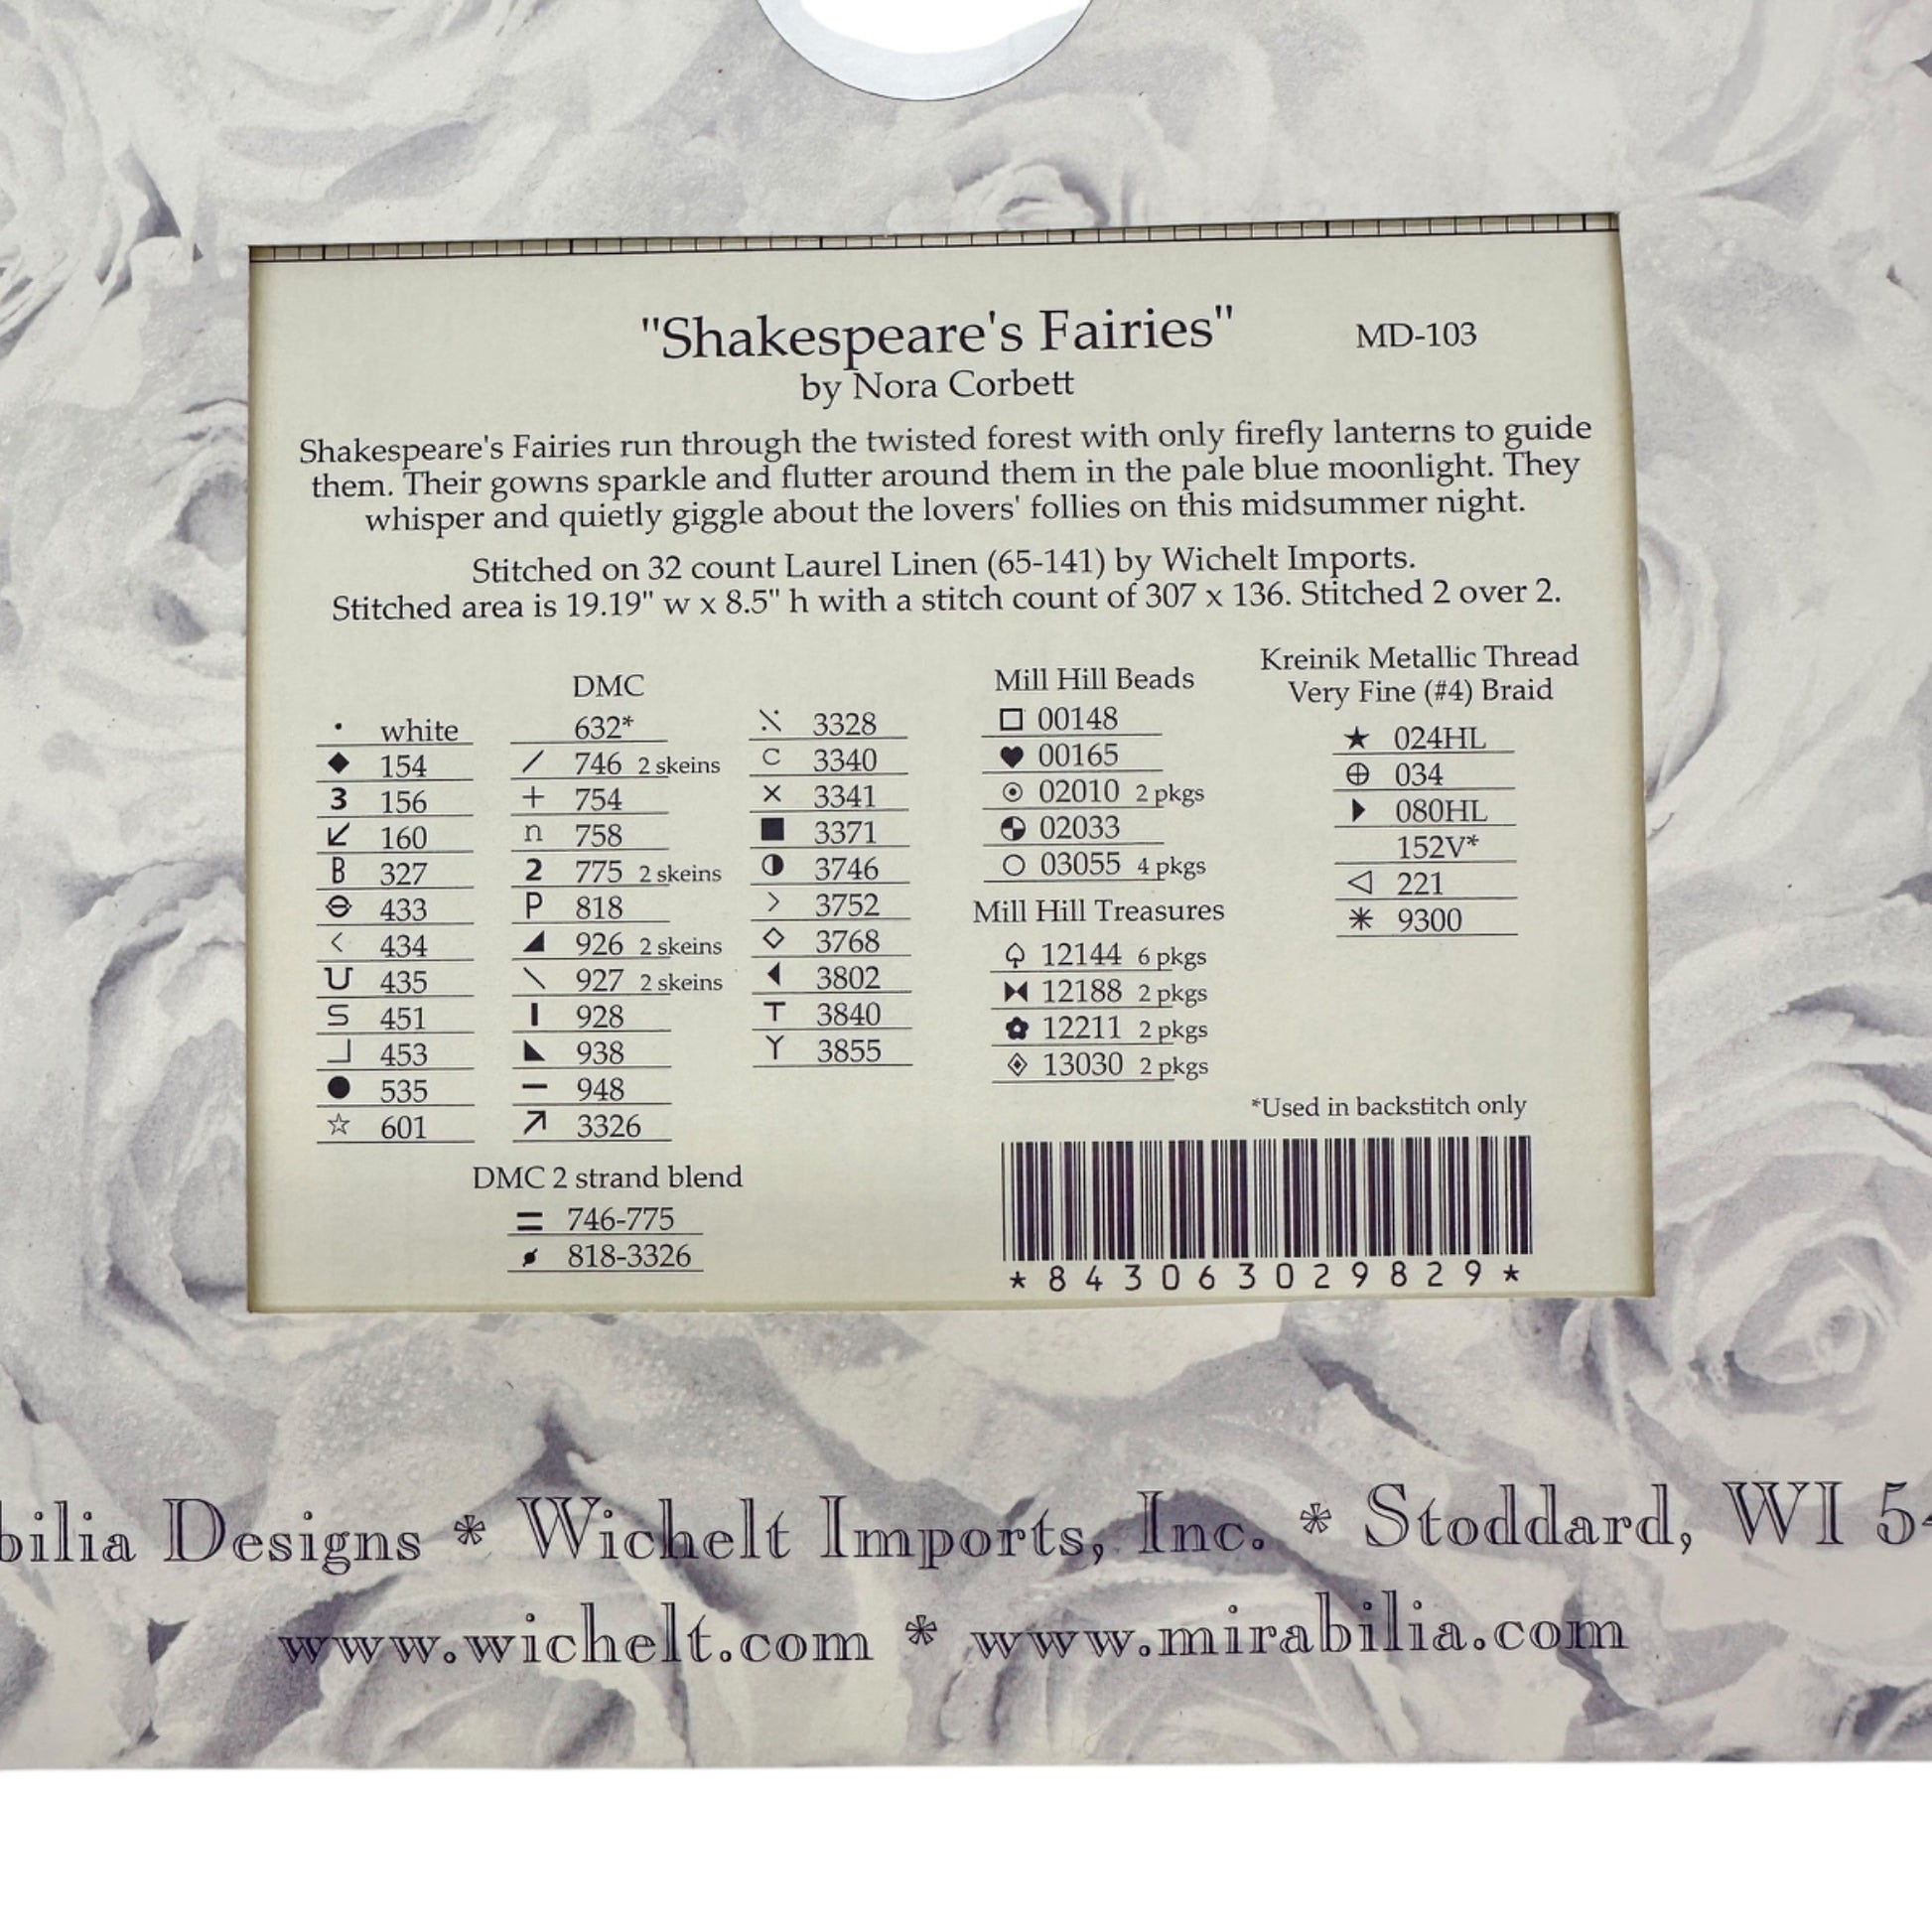 "Shakespeare's Fairies" MD-103
by Nora Corbett
Shakespeare's Fairies run through the twisted forest with only firefly lanterns to guide
them. Their gowns sparkle and flutter around them in the pale blue moonlight. They
whisper and quietly giggle about the lovers' follies on this midsummer night.
Stitched on 32 count Laurel Linen (65-141) by Wichelt Imports.
Stitched area is 19.19" w x 8.5" h with a stitch count of 307 x 136. Stitched 2 over 2.
DMC
white
154
3 156
160
B 327
433
< 434
U 435
S 451
453
535
☆ 601
632*
/ 746 2 skeins
+ 754
n 758
2 775 2 skeins
P 818
926 2 skeins
\ 927 2 skeins
928
938
948
3326
3328
C 3340
× 3341
■ 3371
3746
> 3752
3768
3802
T 3840
Y 3855
DMC 2 strand blend
= 746-775
818-3326
Mill Hill Beads
00148
00165
02010 2 pkgs
02033
03055 4 pkgs
Mill Hill Treasures
12144 6 pkgs
12188 2 pkgs
12211 2 pkgs
13030 2 pkgs
Kreinik Metallic Thread
Very Fine (#4) Braid
★ 024HL
034
080HL
152V*
221
9300
*Used in backstitch only
*843063029829*
bilia Designs * Wichelt Imports, Inc. * Stoddard, WI 5
www.wichelt.com * www.mirabilia.com